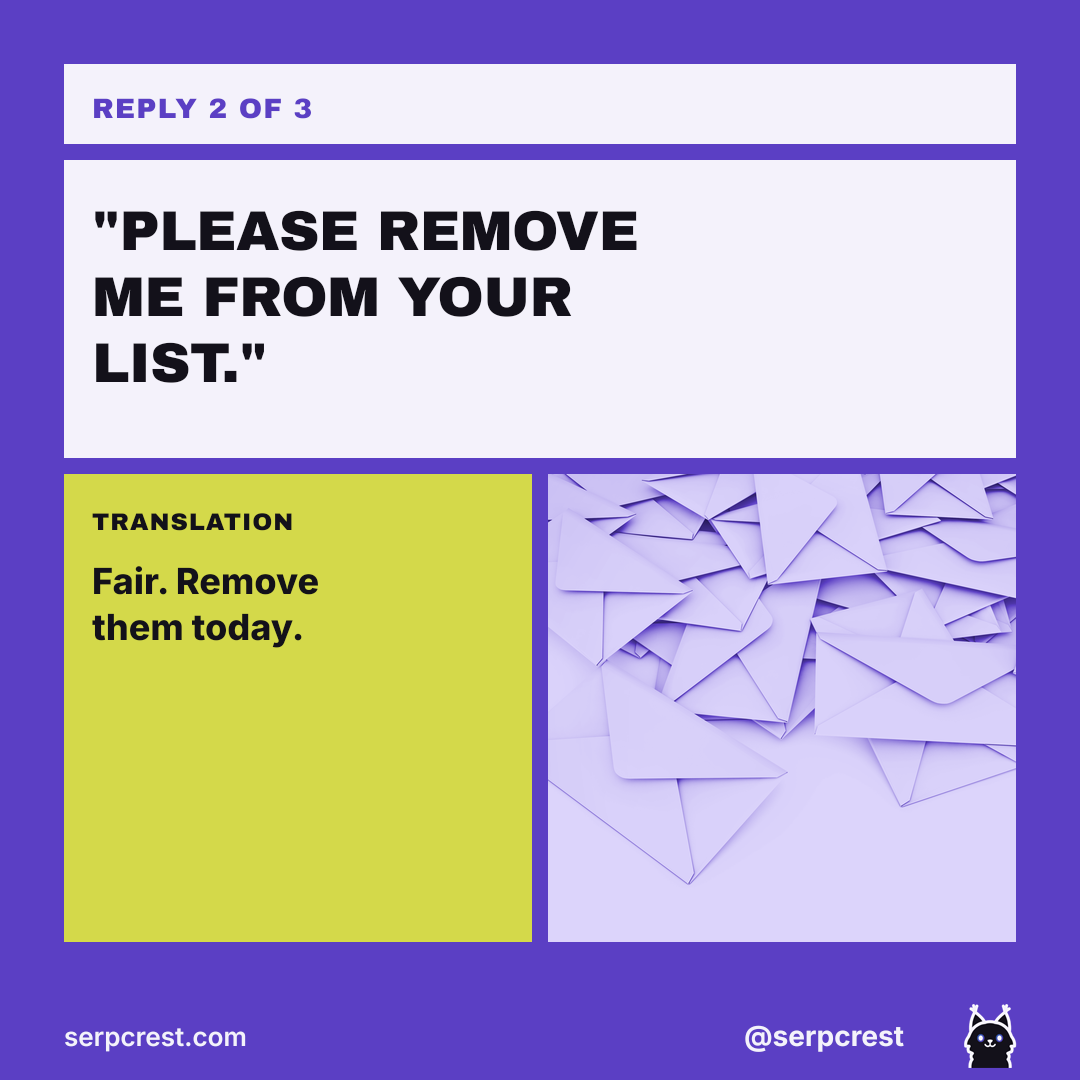 REPLY 2 OF 3
"PLEASE REMOVE
ME FROM YOUR
LIST."
TRANSLATION
Fair. Remove
them today.
serpcrest.com
@serpcrest